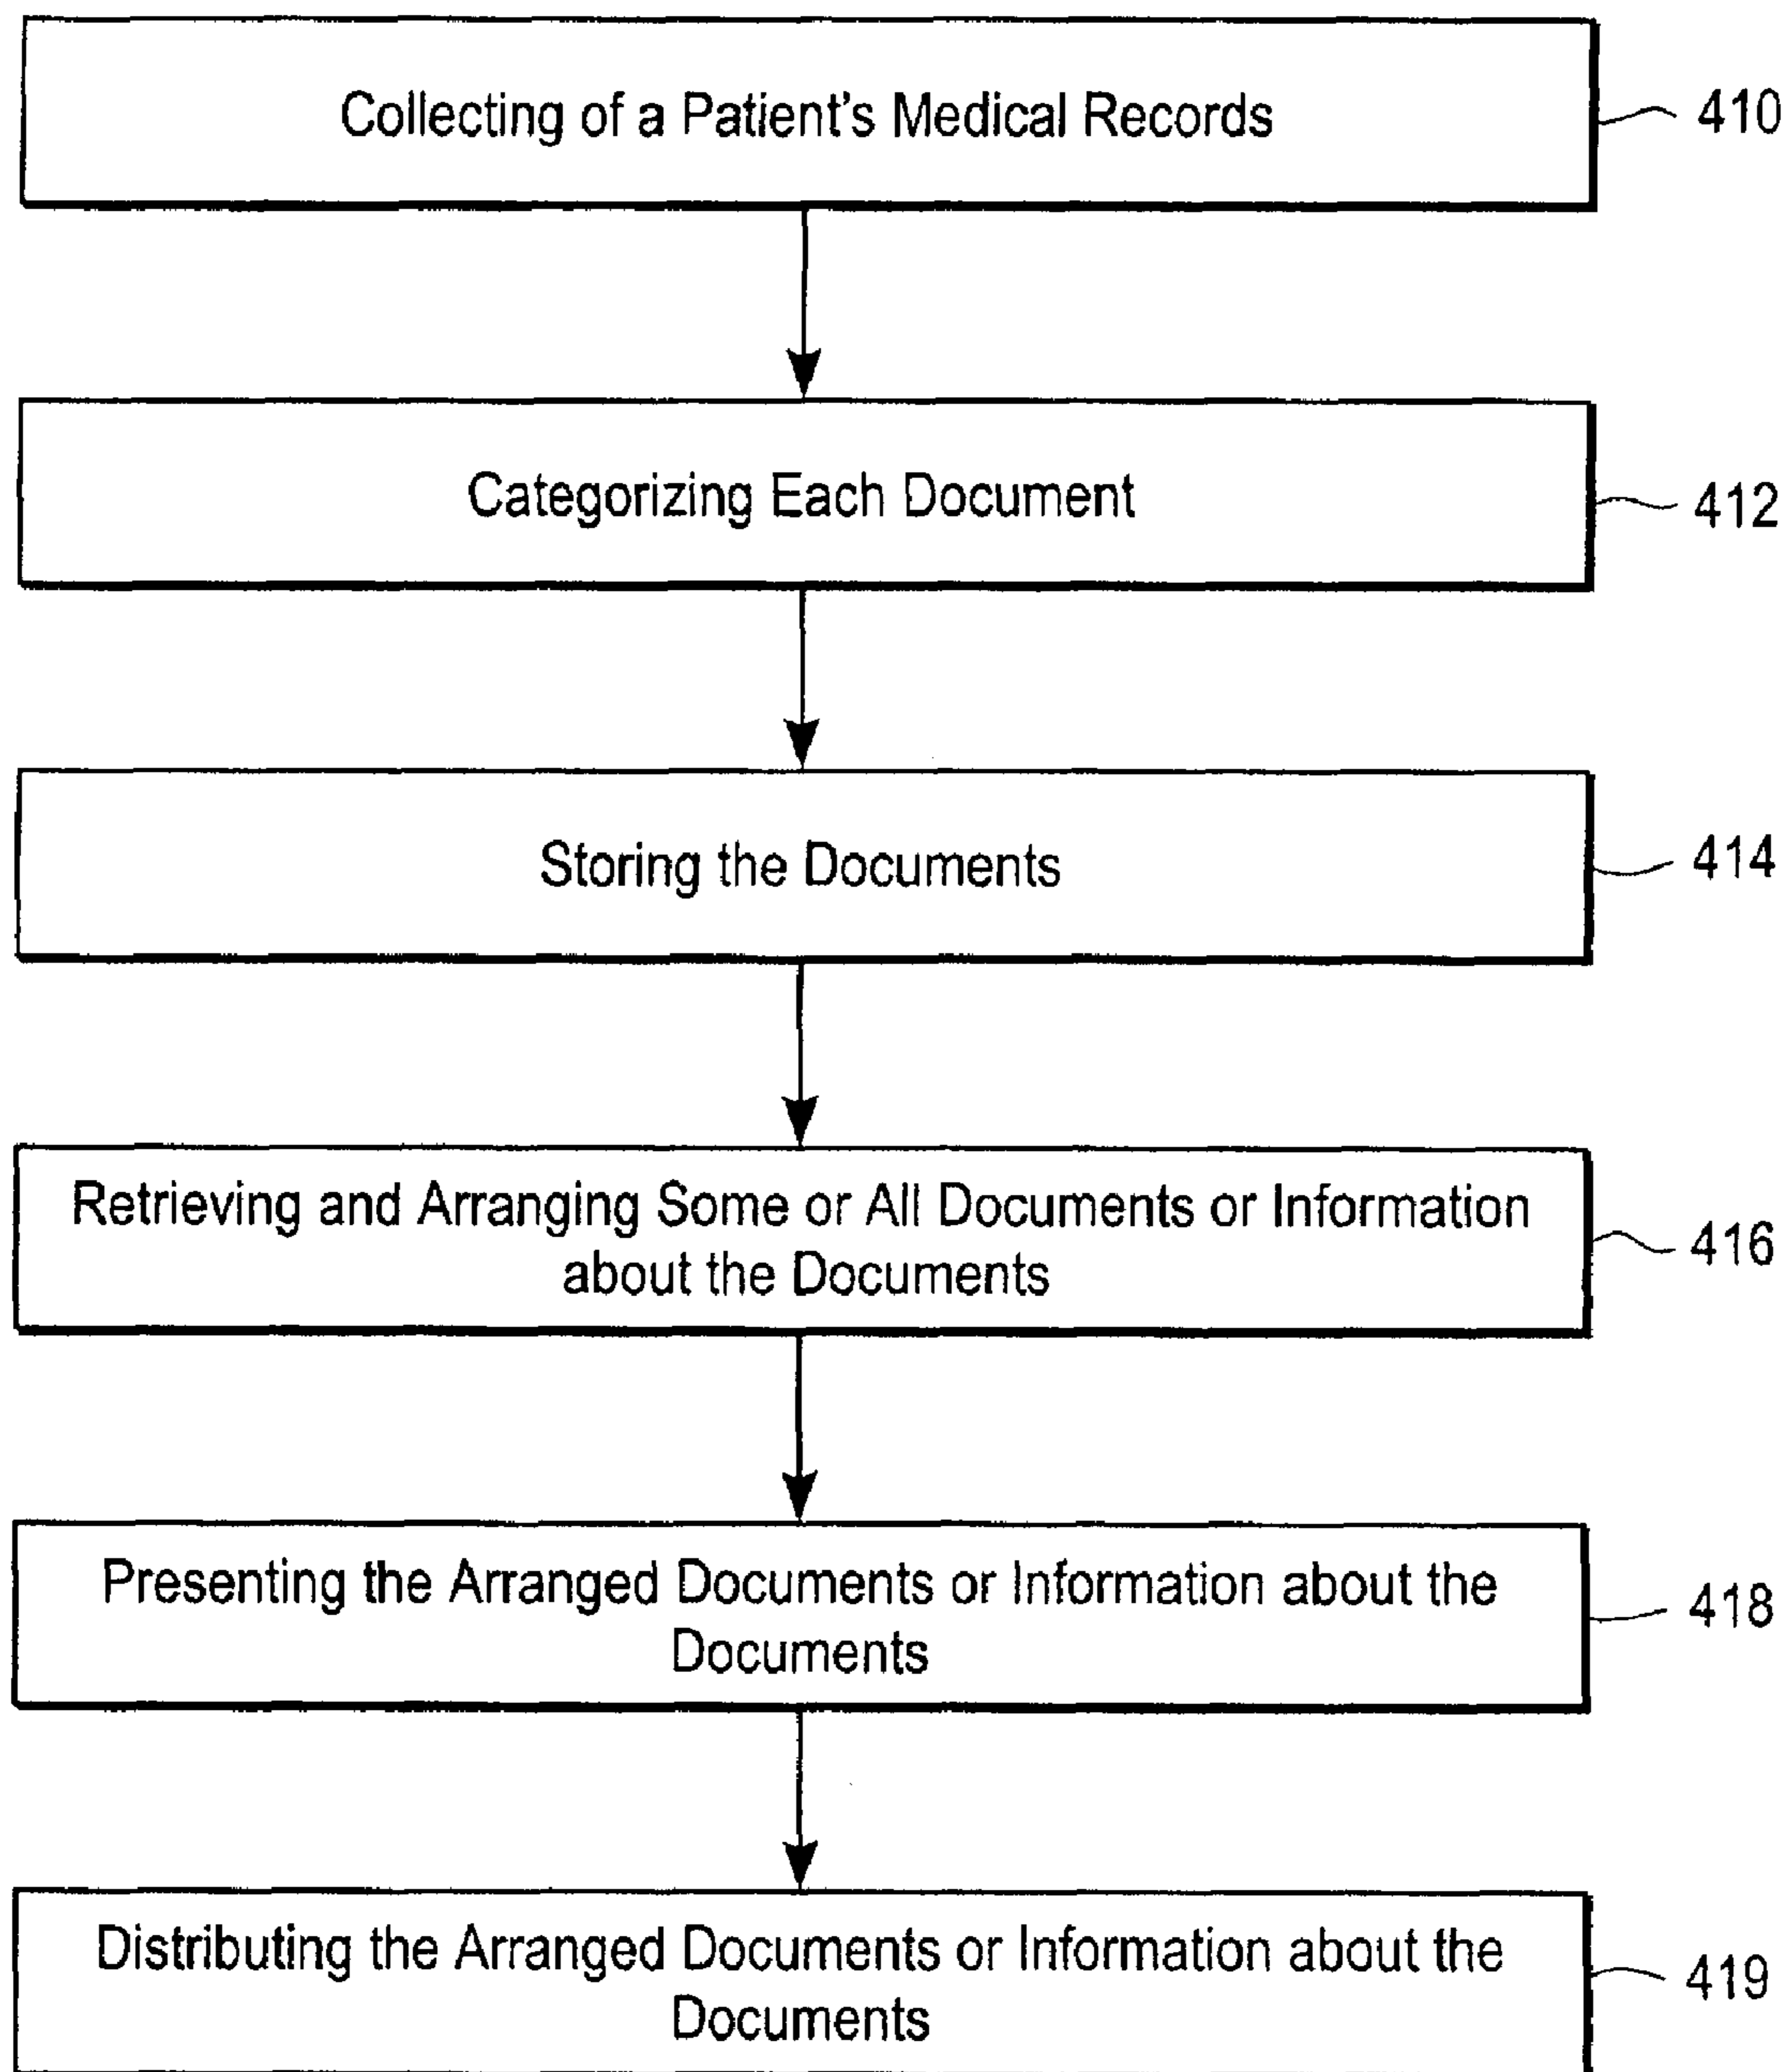 Collecting of a Patient's Medical Records
410
Categorizing Each Document
412
Storing the Documents
414
Retrieving and Arranging Some or All Documents or Information
about the Documents
416
Presenting the Arranged Documents or Information about the
Documents
418
Distributing the Arranged Documents or Information about the
Documents
419